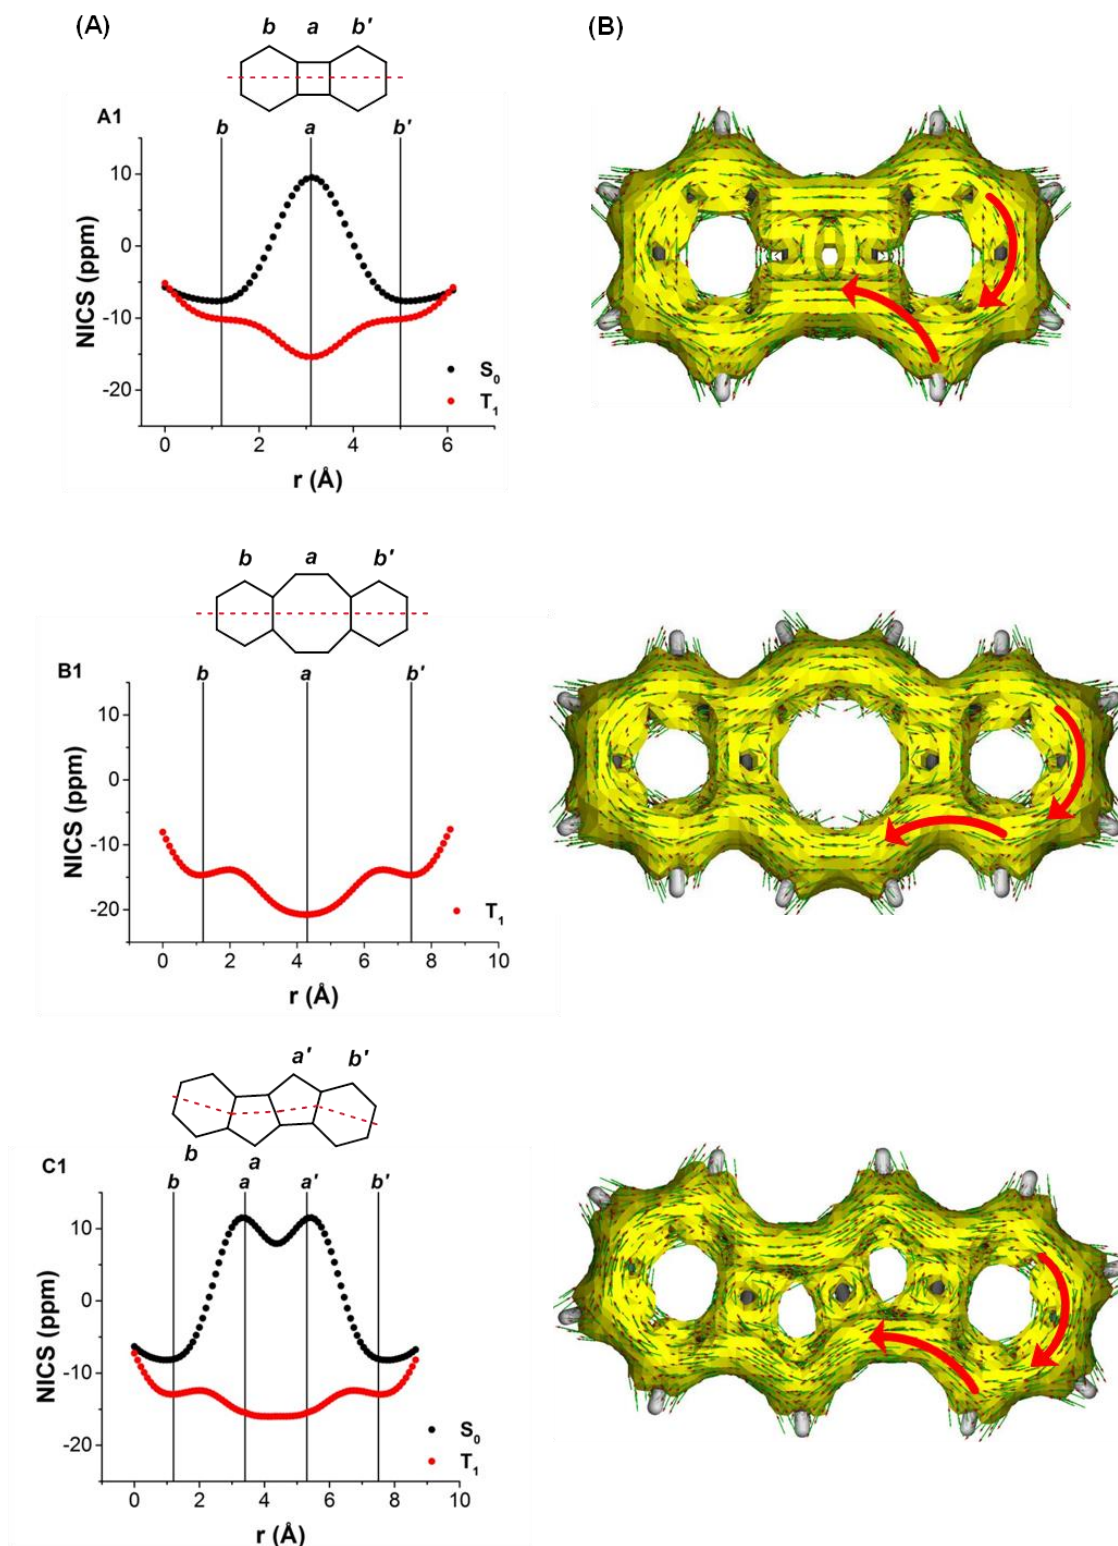 (A) (B)
b a b'
A1
b a b'
10
0
-10
-20
NICS (ppm)
S0
T1
0 2 4 6
r (Å)
b a b'
B1
b a b'
10
0
-10
-20
NICS (ppm)
T1
0 2 4 6 8 10
r (Å)
a' b'
b a
C1
b a a' b'
10
0
-10
-20
NICS (ppm)
S0
T1
0 2 4 6 8 10
r (Å)